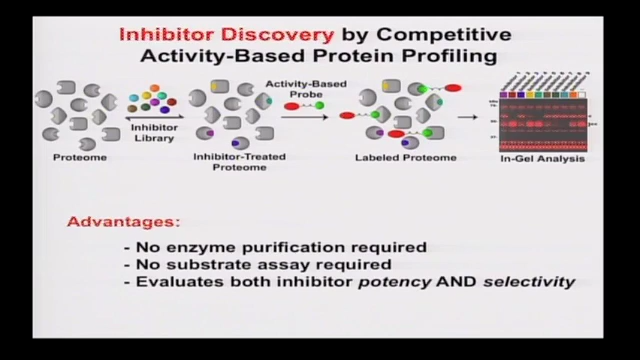 Inhibitor Discovery by Competitive
Activity-Based Protein Profiling
Activity-Based
Probe
Inhibitor
Library
Proteome
Inhibitor-Treated
Proteome
Labeled Proteome
In-Gel Analysis
Advantages:
- No enzyme purification required
- No substrate assay required
- Evaluates both inhibitor potency AND selectivity